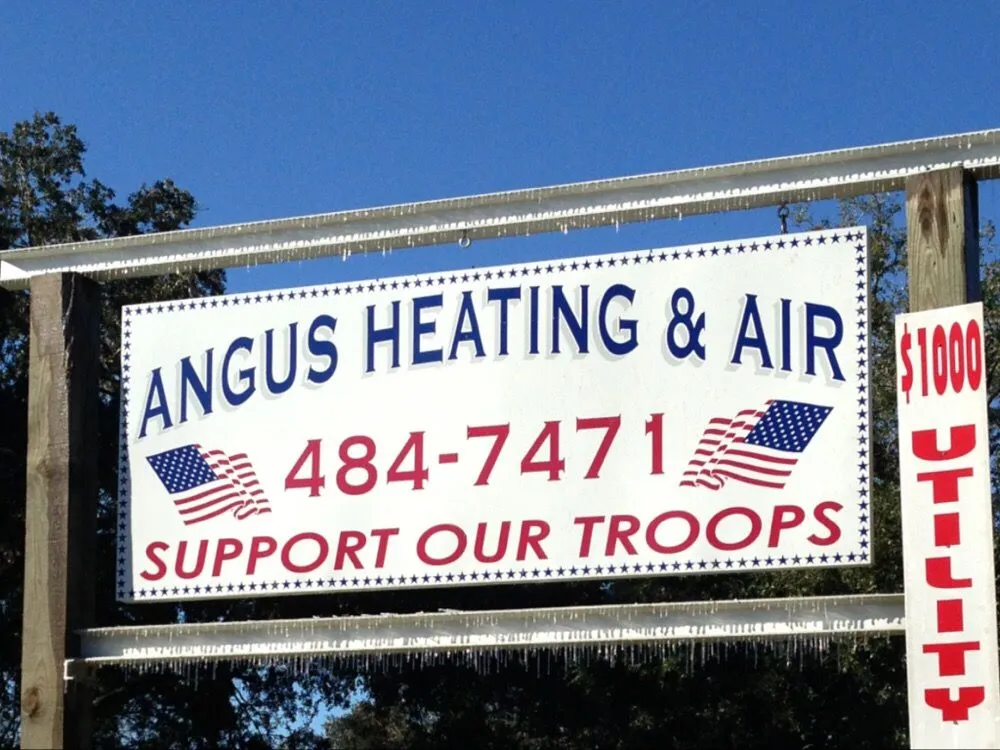 ANGUS HEATING & AIR
484-7471
SUPPORT OUR TROOPS
$1000
UTILITY